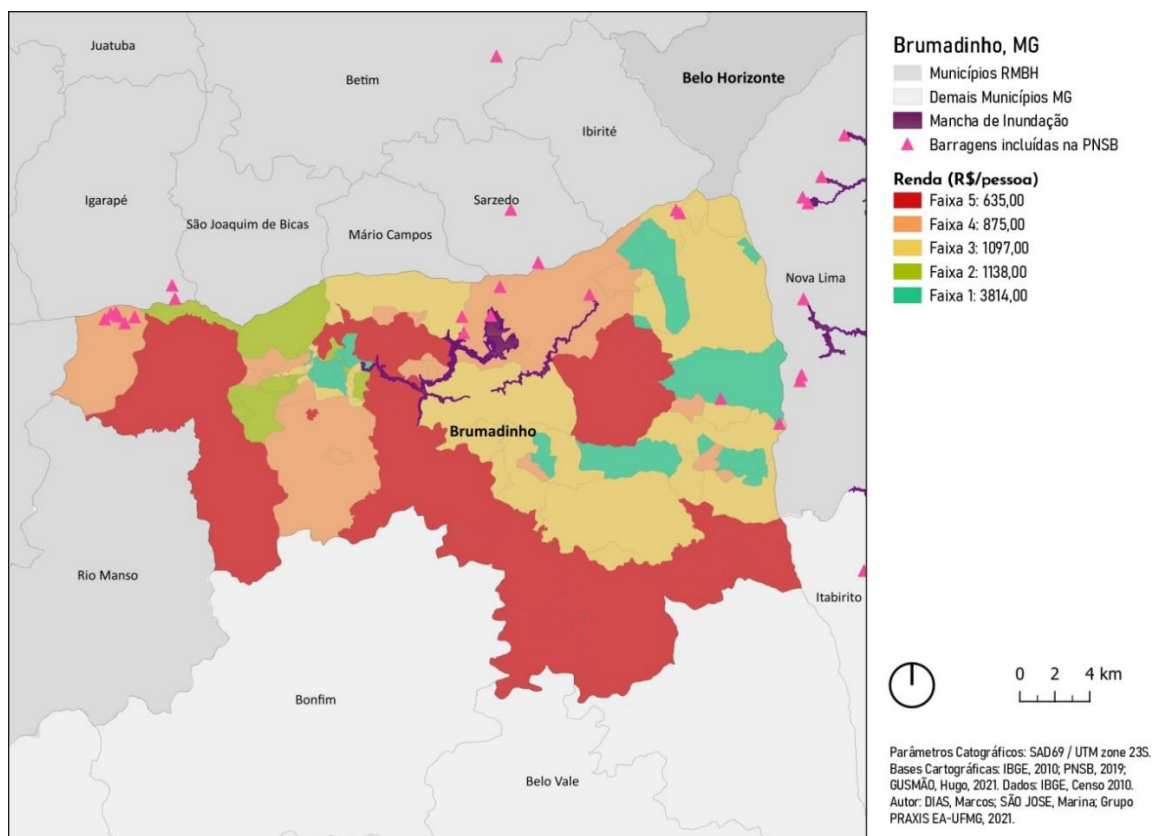 Juatuba
Betim
Belo Horizonte
Ibirité
Igarapé
São Joaquim de Bicas
Mário Campos
Sarzedo
Nova Lima
Brumadinho
Rio Manso
Itabirito
Bonfim
Belo Vale
Brumadinho, MG
Municípios RMBH
Demais Municípios MG
Mancha de Inundação
Barragens incluídas na PNSB
Renda (R$/pessoa)
Faixa 5: 635,00
Faixa 4: 875,00
Faixa 3: 1097,00
Faixa 2: 1138,00
Faixa 1: 3814,00
0 2 4 km
Parâmetros Catográficos: SAD69 / UTM zone 23S.
Bases Cartográficas: IBGE, 2010; PNSB, 2019;
GUSMÃO, Hugo, 2021. Dados: IBGE, Censo 2010.
Autor: DIAS, Marcos; SÃO JOSE, Marina; Grupo
PRAXIS EA-UFMG, 2021.